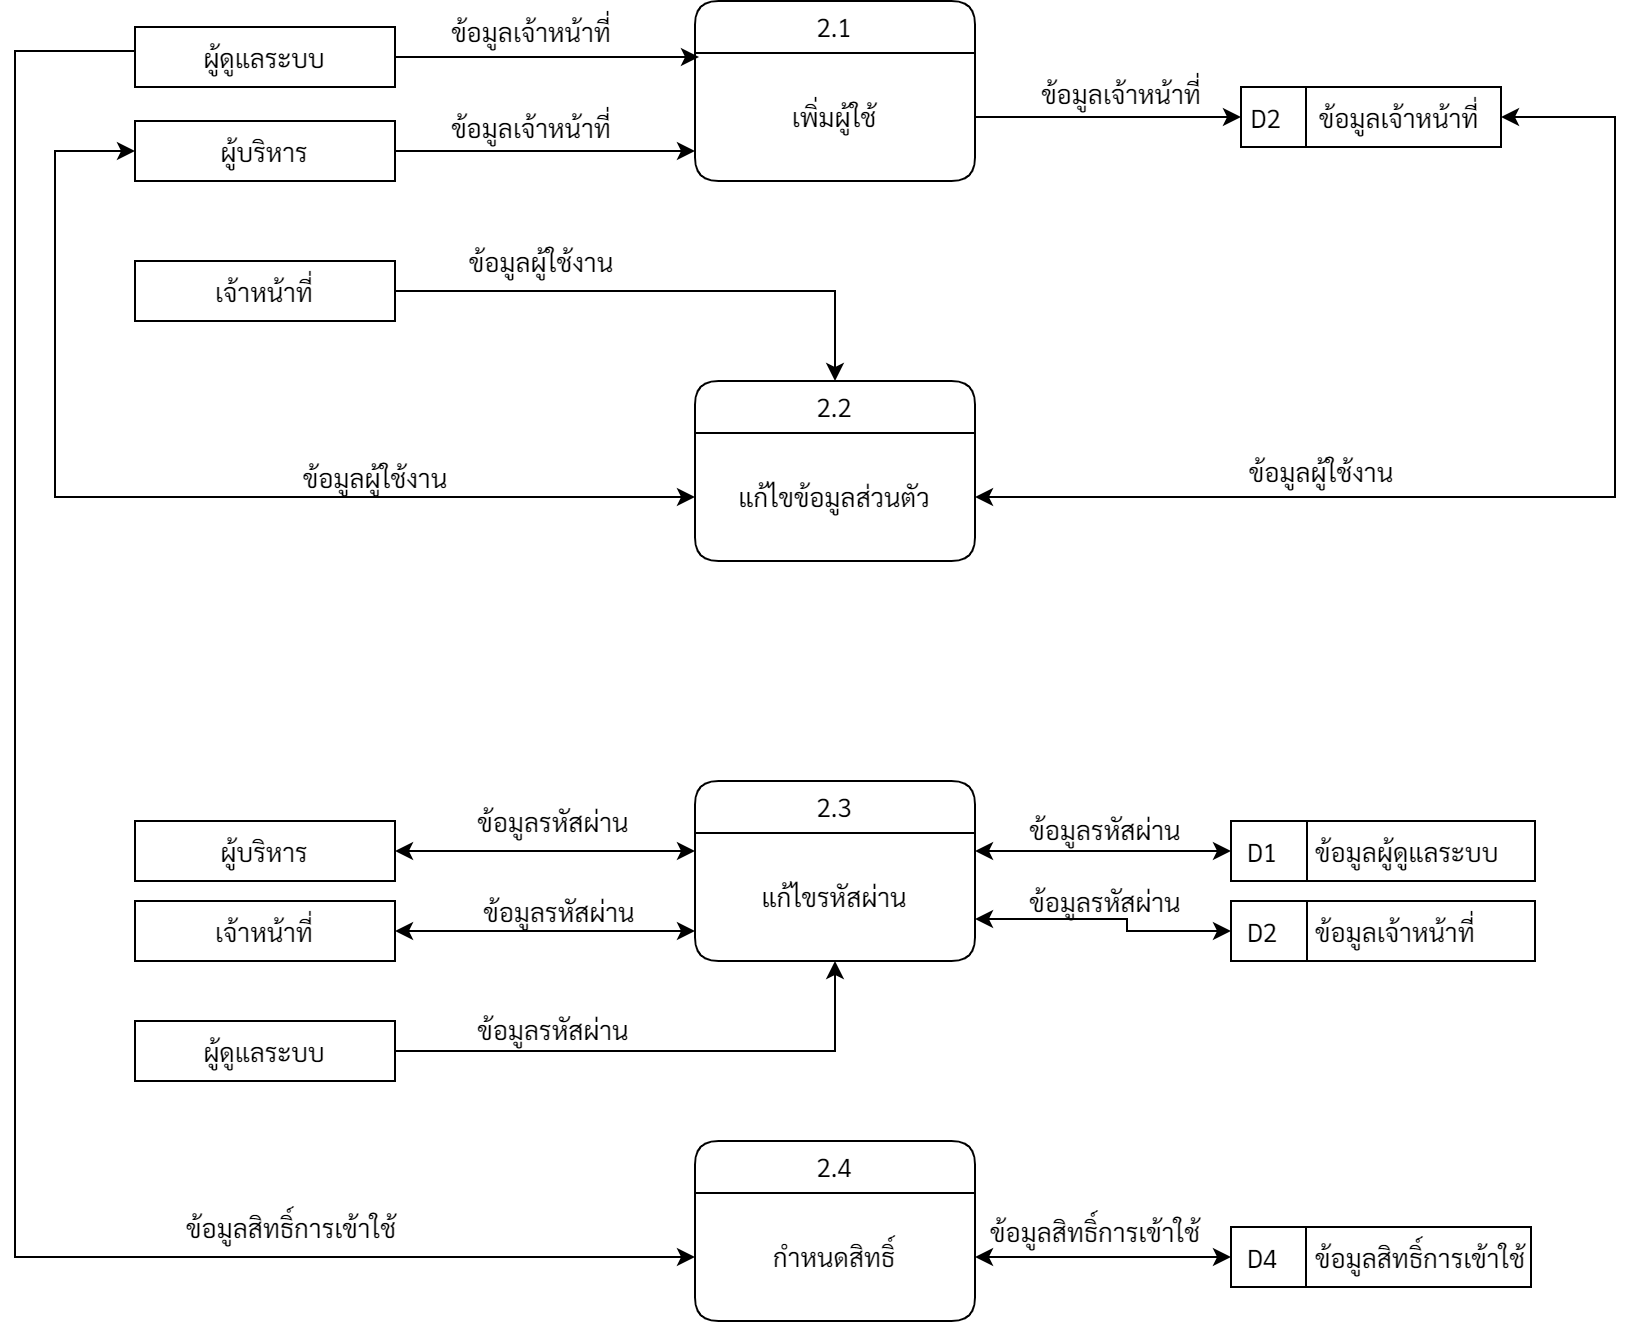 ผู้ดูแลระบบ
ข้อมูลเจ้าหน้าที่
2.1
เพิ่มผู้ใช้
ข้อมูลเจ้าหน้าที่
D2
ข้อมูลเจ้าหน้าที่
ผู้บริหาร
ข้อมูลเจ้าหน้าที่
เจ้าหน้าที่
ข้อมูลผู้ใช้งาน
2.2
แก้ไขข้อมูลส่วนตัว
ข้อมูลผู้ใช้งาน
ข้อมูลผู้ใช้งาน
ผู้บริหาร
ข้อมูลรหัสผ่าน
2.3
แก้ไขรหัสผ่าน
ข้อมูลรหัสผ่าน
D1
ข้อมูลผู้ดูแลระบบ
เจ้าหน้าที่
ข้อมูลรหัสผ่าน
ข้อมูลรหัสผ่าน
D2
ข้อมูลเจ้าหน้าที่
ผู้ดูแลระบบ
ข้อมูลรหัสผ่าน
2.4
กำหนดสิทธิ์
ข้อมูลสิทธิ์การเข้าใช้
ข้อมูลสิทธิ์การเข้าใช้
D4
ข้อมูลสิทธิ์การเข้าใช้